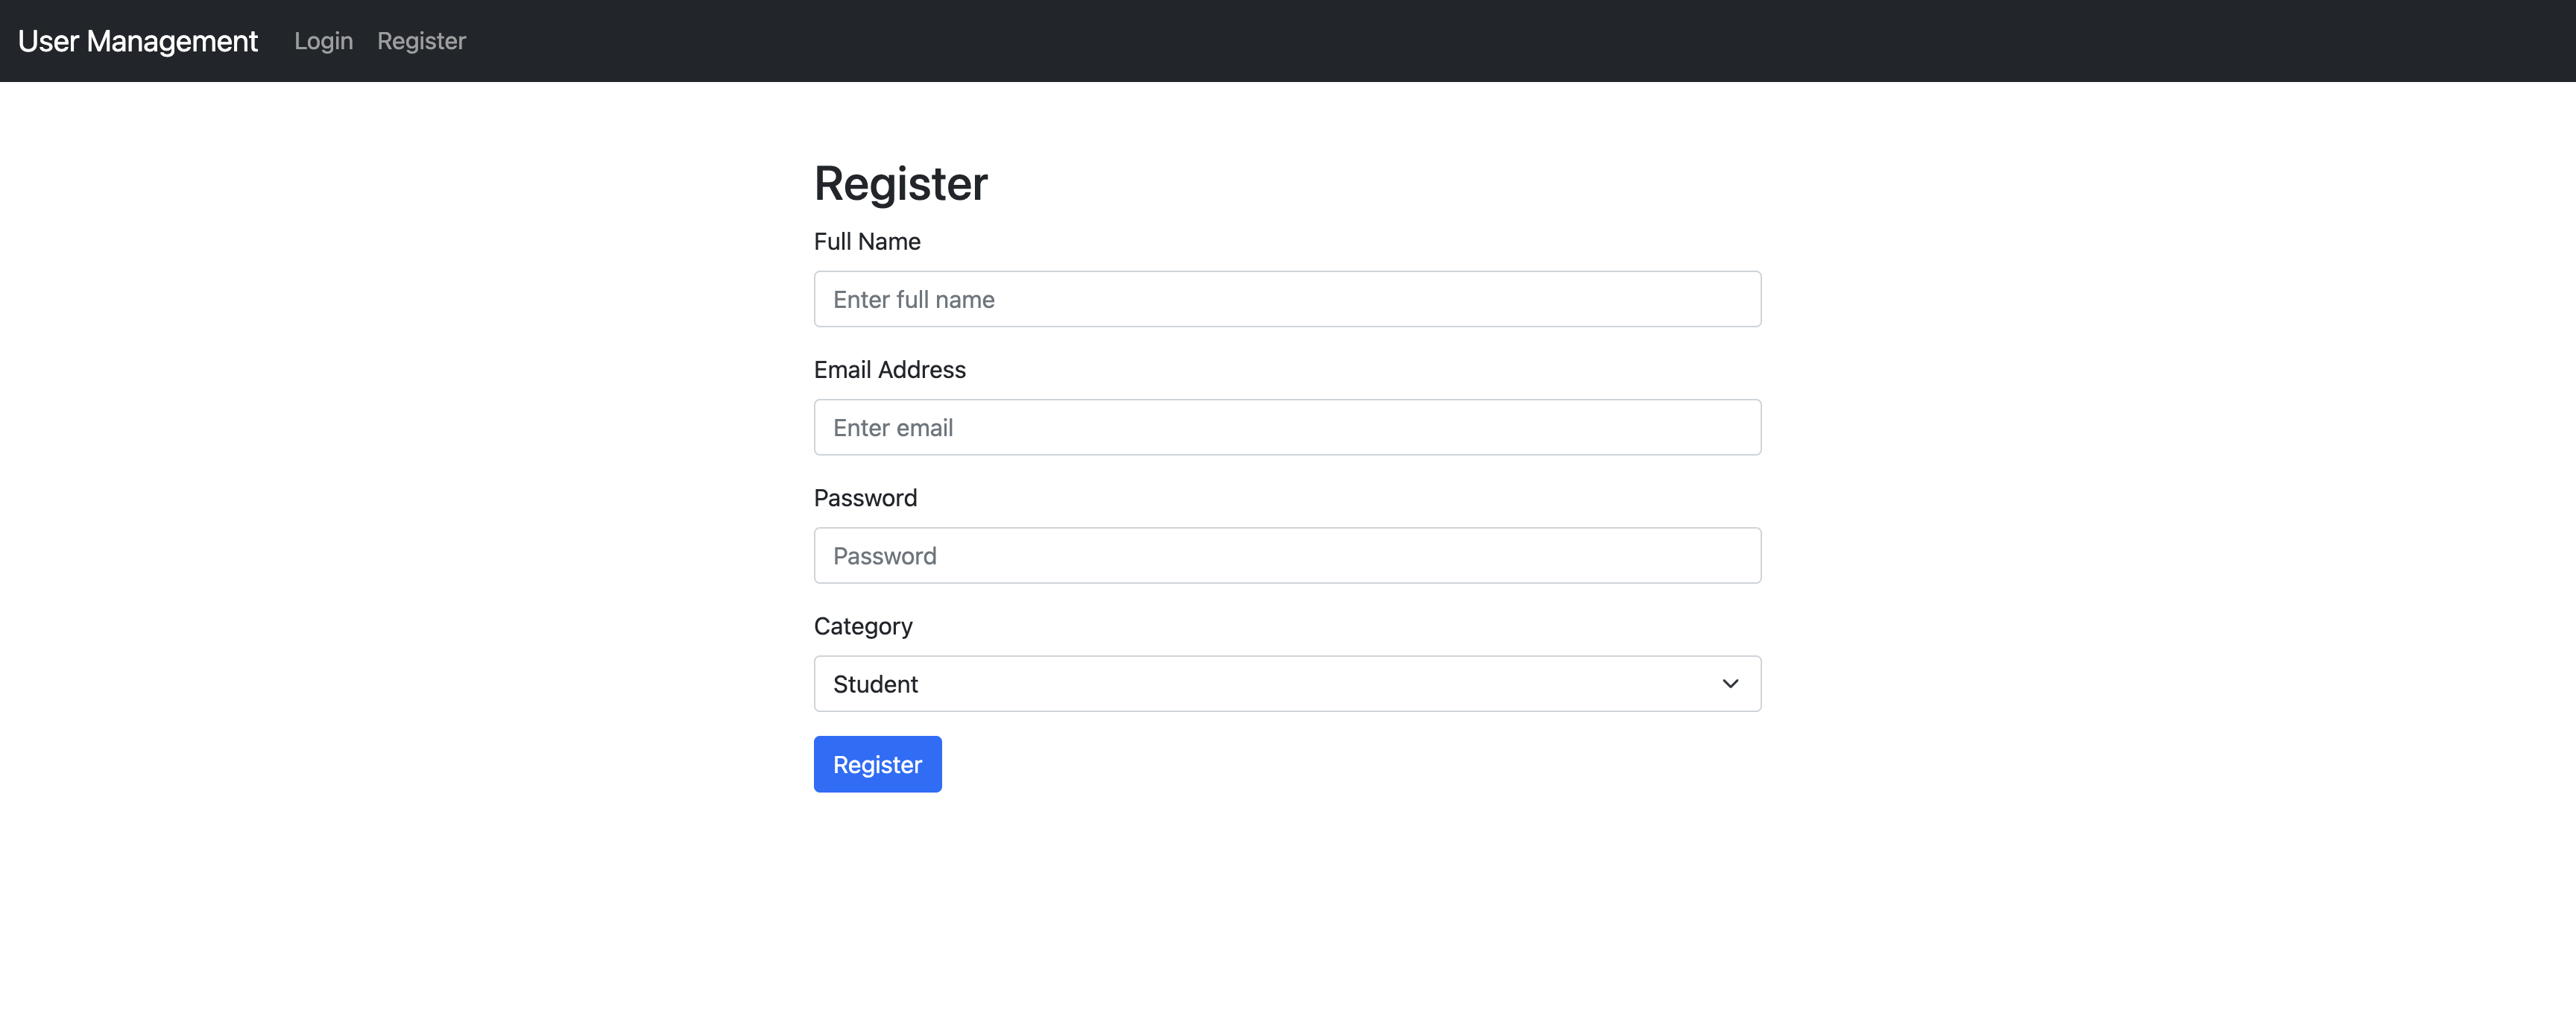 User Management Login Register
Register
Full Name
Enter full name
Email Address
Enter email
Password
Password
Category
Student
Register